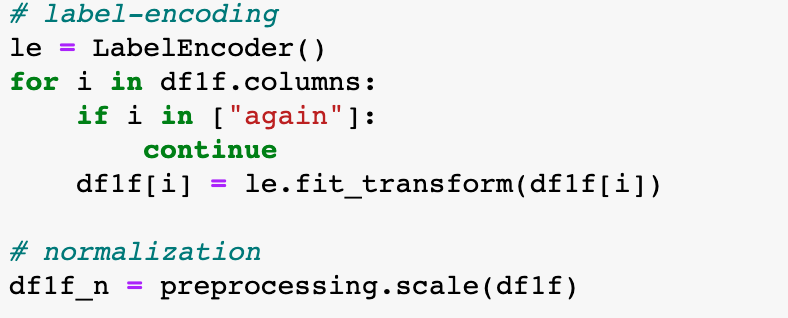 # label-encoding
le = LabelEncoder()
for i in df1f.columns:
    if i in ["again"]:
        continue
    df1f[i] = le.fit_transform(df1f[i])

# normalization
df1f_n = preprocessing.scale(df1f)